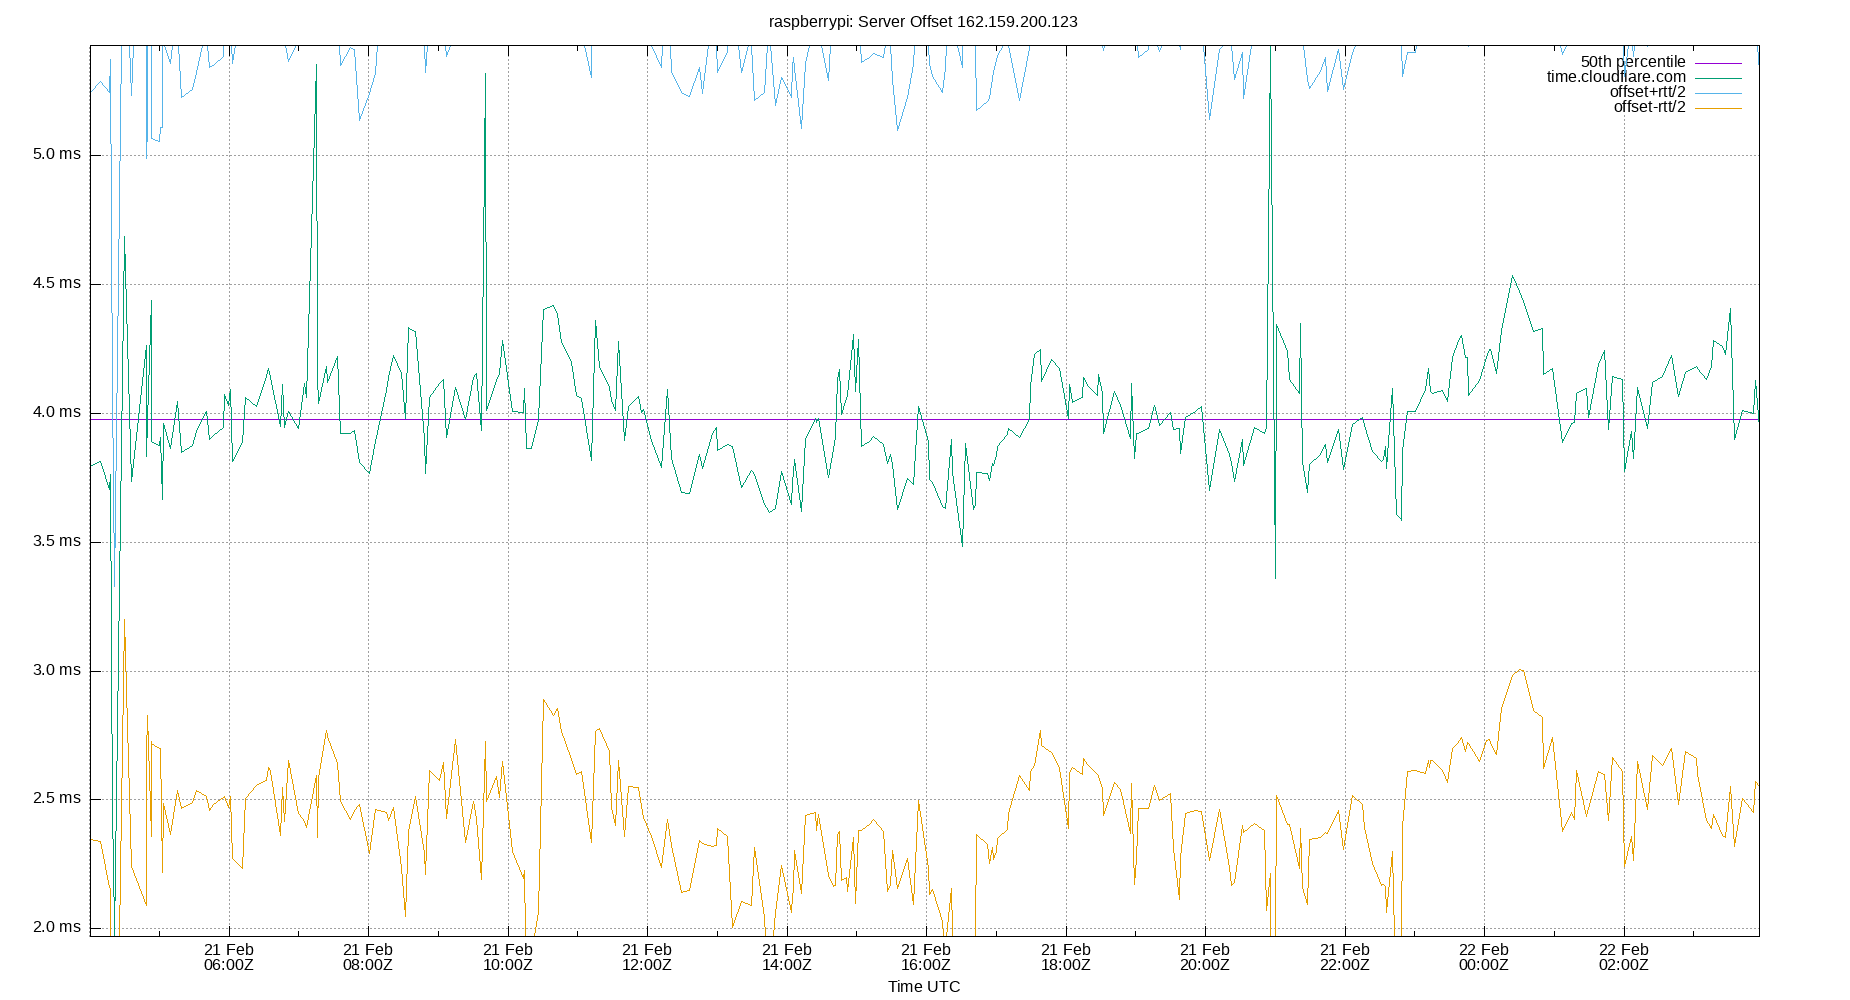 raspberrypi: Server Offset 162.159.200.123
50th percentile
time.cloudflare.com
offset+rtt/2
offset-rtt/2
5.0 ms
4.5 ms
4.0 ms
3.5 ms
3.0 ms
2.5 ms
2.0 ms
21 Feb 21 Feb 21 Feb 21 Feb 21 Feb 21 Feb 21 Feb 21 Feb 21 Feb 22 Feb 22 Feb
06:00Z 08:00Z 10:00Z 12:00Z 14:00Z 16:00Z 18:00Z 20:00Z 22:00Z 00:00Z 02:00Z
Time UTC